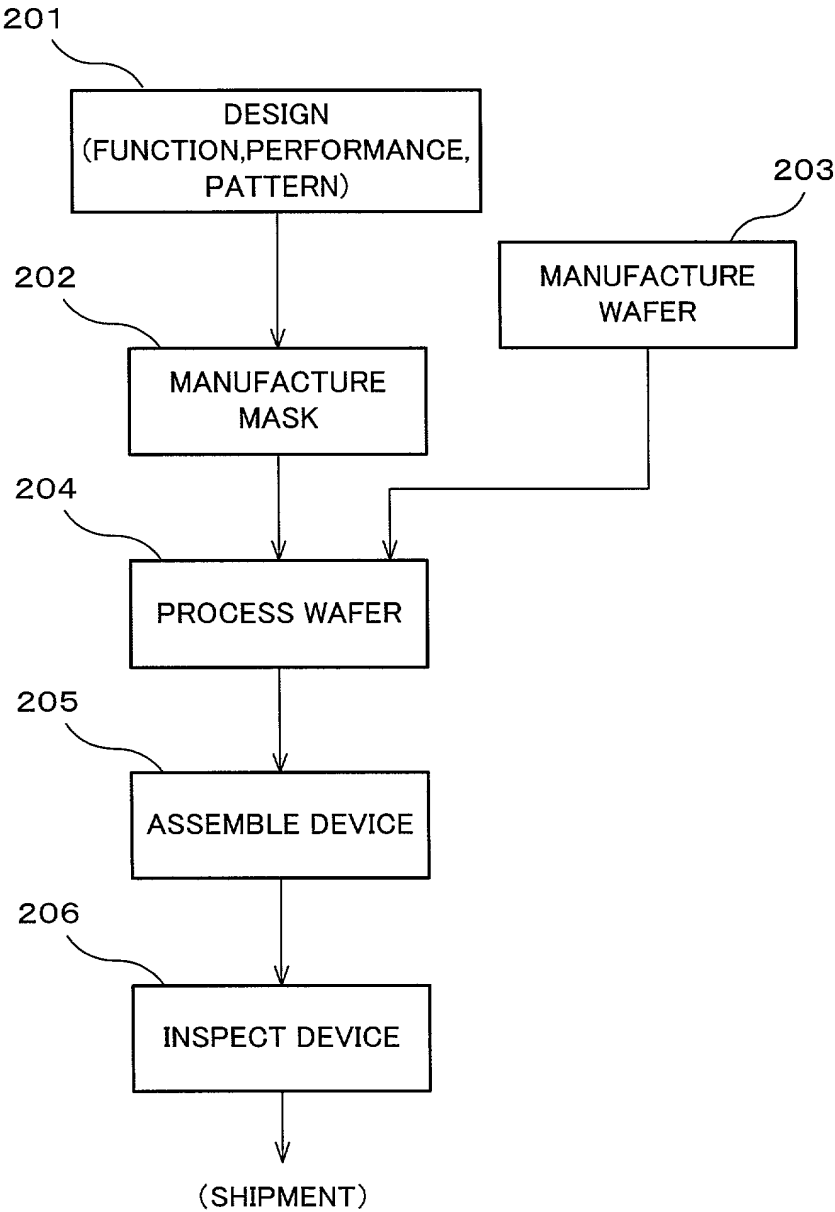 201
DESIGN
(FUNCTION,PERFORMANCE,
PATTERN)
203
MANUFACTURE
WAFER
202
MANUFACTURE
MASK
204
PROCESS WAFER
205
ASSEMBLE DEVICE
206
INSPECT DEVICE
(SHIPMENT)